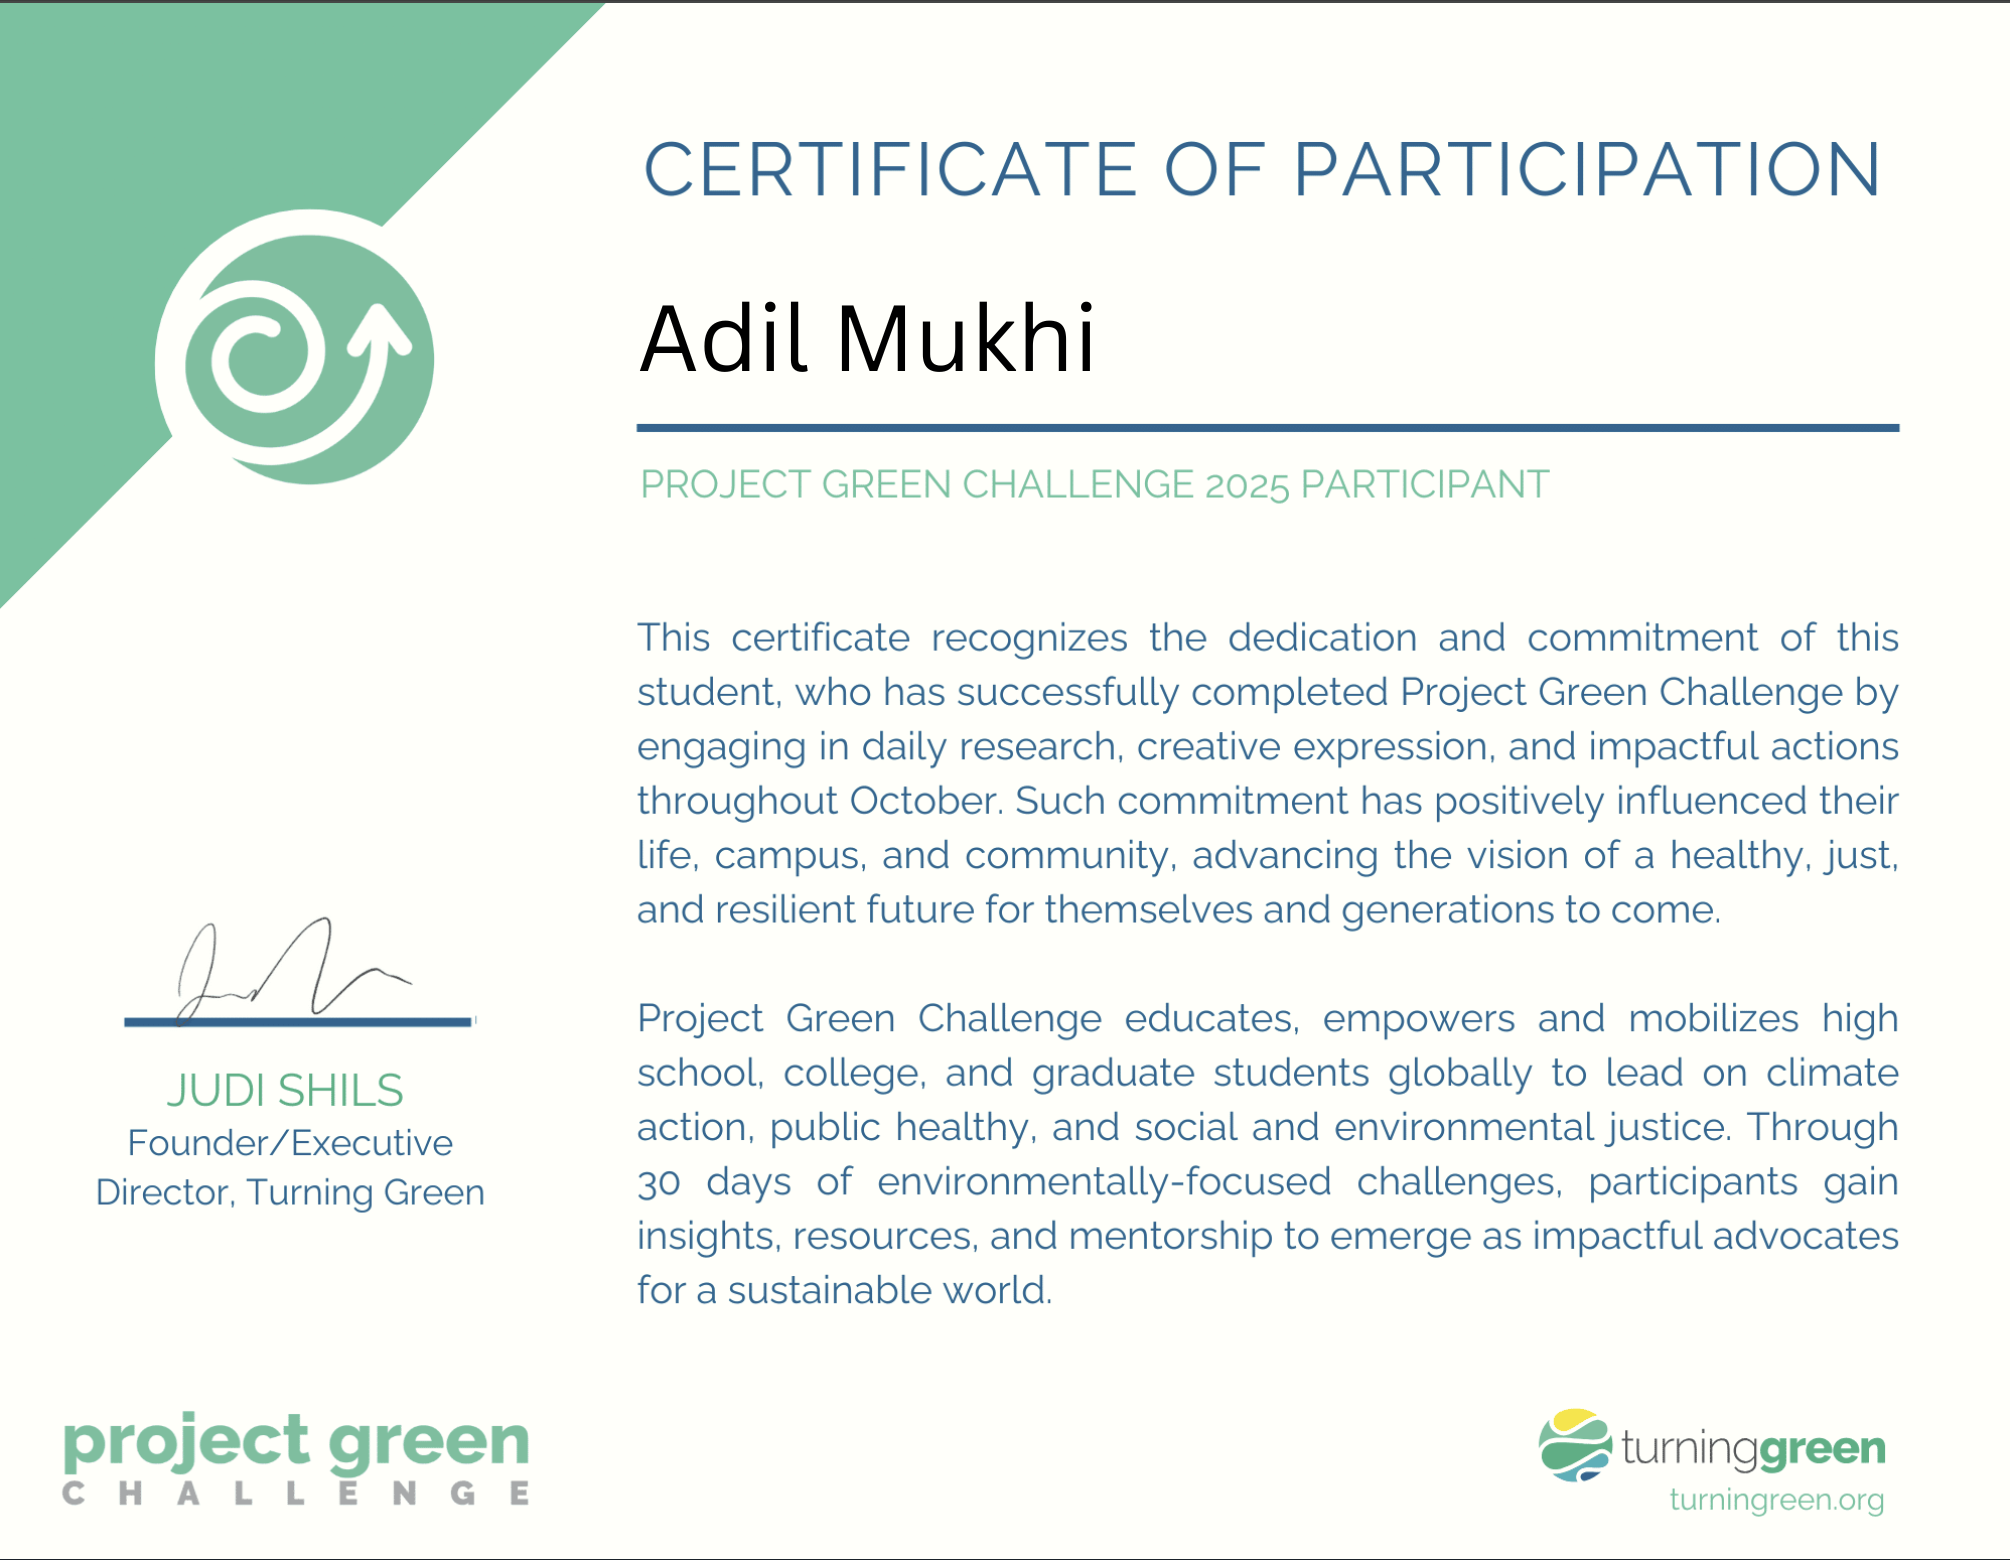 CERTIFICATE OF PARTICIPATION
Adil Mukhi
PROJECT GREEN CHALLENGE 2025 PARTICIPANT
This certificate recognizes the dedication and commitment of this
student, who has successfully completed Project Green Challenge by
engaging in daily research, creative expression, and impactful actions
throughout October. Such commitment has positively influenced their
life, campus, and community, advancing the vision of a healthy, just,
and resilient future for themselves and generations to come.
Project Green Challenge educates, empowers and mobilizes high
school, college, and graduate students globally to lead on climate
action, public healthy, and social and environmental justice. Through
30 days of environmentally-focused challenges, participants gain
insights, resources, and mentorship to emerge as impactful advocates
for a sustainable world.
JUDI SHILS
Founder/Executive
Director, Turning Green
project green
CHALLENGE
turninggreen
turningreen.org